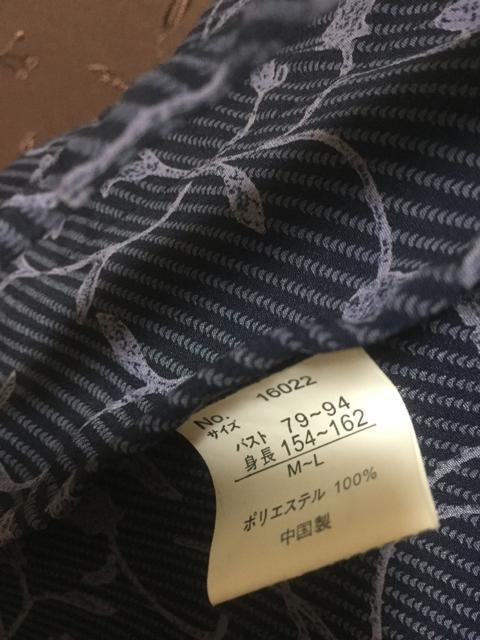 No. 16022
サイズ
バスト 79~94
身長 154~162
M~L
ポリエステル 100%
中国製